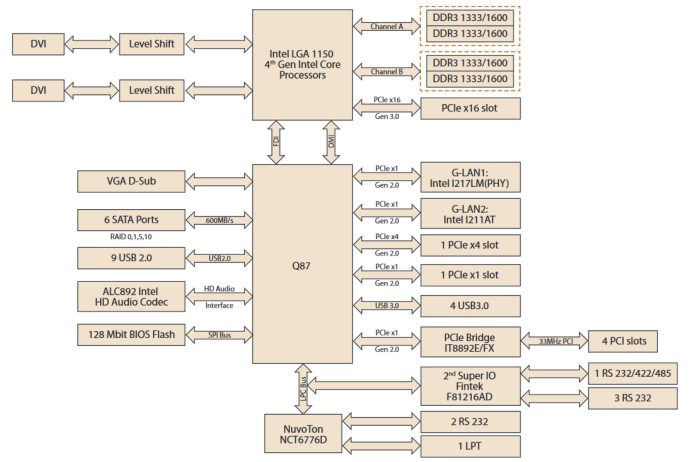 DVI
Level Shift
DVI
Level Shift
Intel LGA 1150
4th Gen Intel Core
Processors
Channel A
DDR3 1333/1600
DDR3 1333/1600
Channel B
DDR3 1333/1600
DDR3 1333/1600
PCIe x16
Gen 3.0
PCIe x16 slot
FDI
DMI
VGA D-Sub
6 SATA Ports
600MB/s
RAID 0,1,5,10
9 USB 2.0
USB2.0
ALC892 Intel
HD Audio Codec
HD Audio
Interface
128 Mbit BIOS Flash
SPI Bus
Q87
PCIe x1
Gen 2.0
G-LAN1:
Intel I217LM(PHY)
PCIe x1
Gen 2.0
G-LAN2:
Intel I211AT
PCIe x4
Gen 2.0
1 PCIe x4 slot
PCIe x1
Gen 2.0
1 PCIe x1 slot
USB 3.0
4 USB3.0
PCIe x1
Gen 2.0
PCIe Bridge
IT8892E/FX
33MHz PCI
4 PCI slots
LPC Bus
2nd Super IO
Fintek
F81216AD
1 RS 232/422/485
3 RS 232
NuvoTon
NCT6776D
2 RS 232
1 LPT